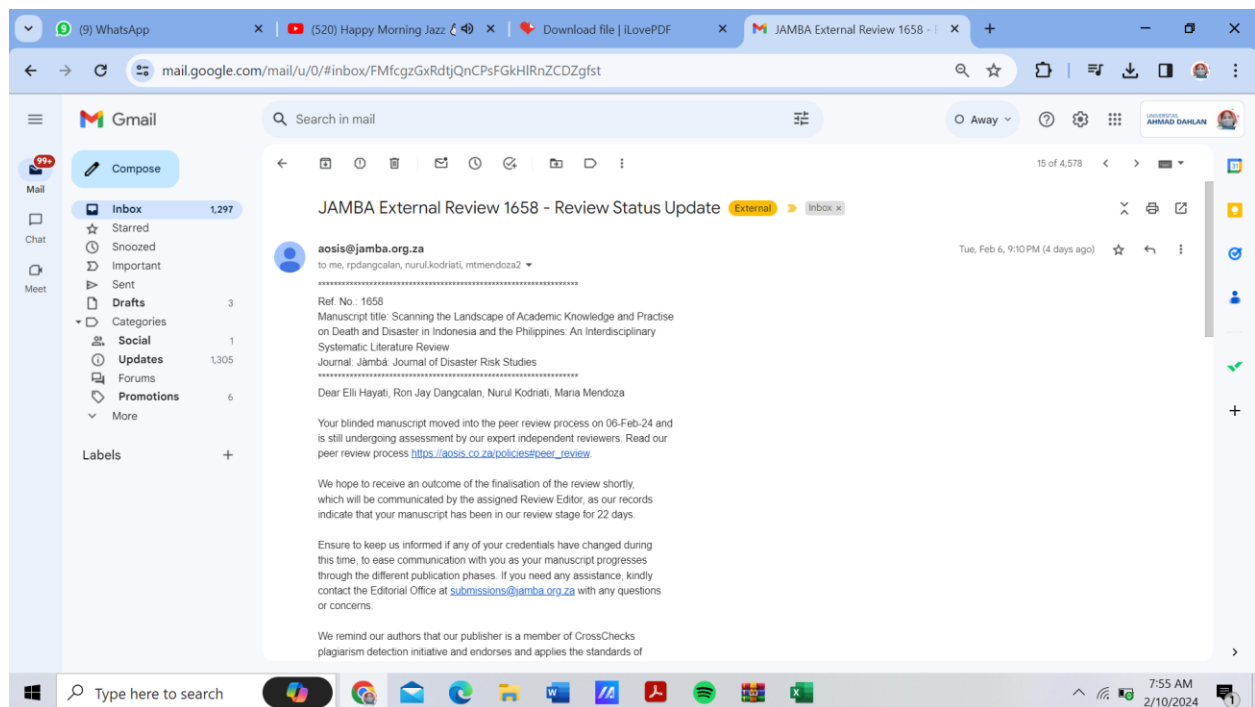 (9) WhatsApp
(520) Happy Morning Jazz
Download file | iLovePDF
JAMBA External Review 1658 -
mail.google.com/mail/u/0/#inbox/FMfcgzGxRdtjQnCPsFGkHlRnZCDZgfst
Gmail
Search in mail
Away
UNIVERSITAS
AHMAD DAHLAN
99+
Mail
Chat
Meet
Compose
Inbox 1,297
Starred
Snoozed
Important
Sent
Drafts 3
Categories
Social 1
Updates 1,305
Forums
Promotions 6
More
Labels
15 of 4,578
31
JAMBA External Review 1658 - Review Status Update External Inbox x
aosis@jamba.org.za
Tue, Feb 6, 9:10 PM (4 days ago)
to me, rpdangcalan, nurul.kodriati, mtmendoza2
******************************************************************
Ref. No.: 1658
Manuscript title: Scanning the Landscape of Academic Knowledge and Practise
on Death and Disaster in Indonesia and the Philippines: An Interdisciplinary
Systematic Literature Review
Journal: Jàmbá: Journal of Disaster Risk Studies
******************************************************************
Dear Elli Hayati, Ron Jay Dangcalan, Nurul Kodriati, Maria Mendoza
Your blinded manuscript moved into the peer review process on 06-Feb-24 and
is still undergoing assessment by our expert independent reviewers. Read our
peer review process https://aosis.co.za/policies#peer_review.
We hope to receive an outcome of the finalisation of the review shortly,
which will be communicated by the assigned Review Editor, as our records
indicate that your manuscript has been in our review stage for 22 days.
Ensure to keep us informed if any of your credentials have changed during
this time, to ease communication with you as your manuscript progresses
through the different publication phases. If you need any assistance, kindly
contact the Editorial Office at submissions@jamba.org.za with any questions
or concerns.
We remind our authors that our publisher is a member of CrossChecks
plagiarism detection initiative and endorses and applies the standards of
Type here to search
7:55 AM
2/10/2024
1